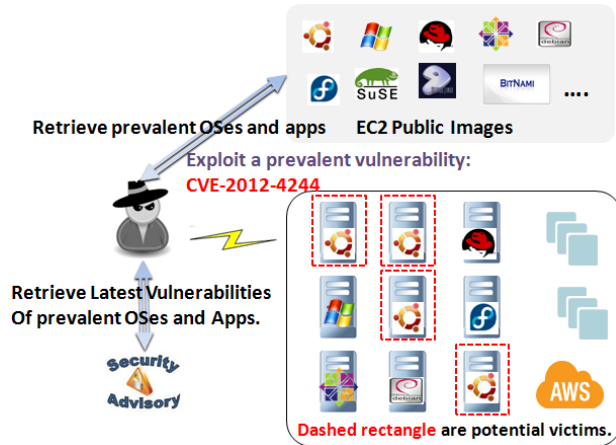 debian
SUSE
BITNAMI
....
Retrieve prevalent OSes and apps
EC2 Public Images
Exploit a prevalent vulnerability:
CVE-2012-4244
Retrieve Latest Vulnerabilities
Of prevalent OSes and Apps.
Security
Advisory
debian
AWS
Dashed rectangle are potential victims.